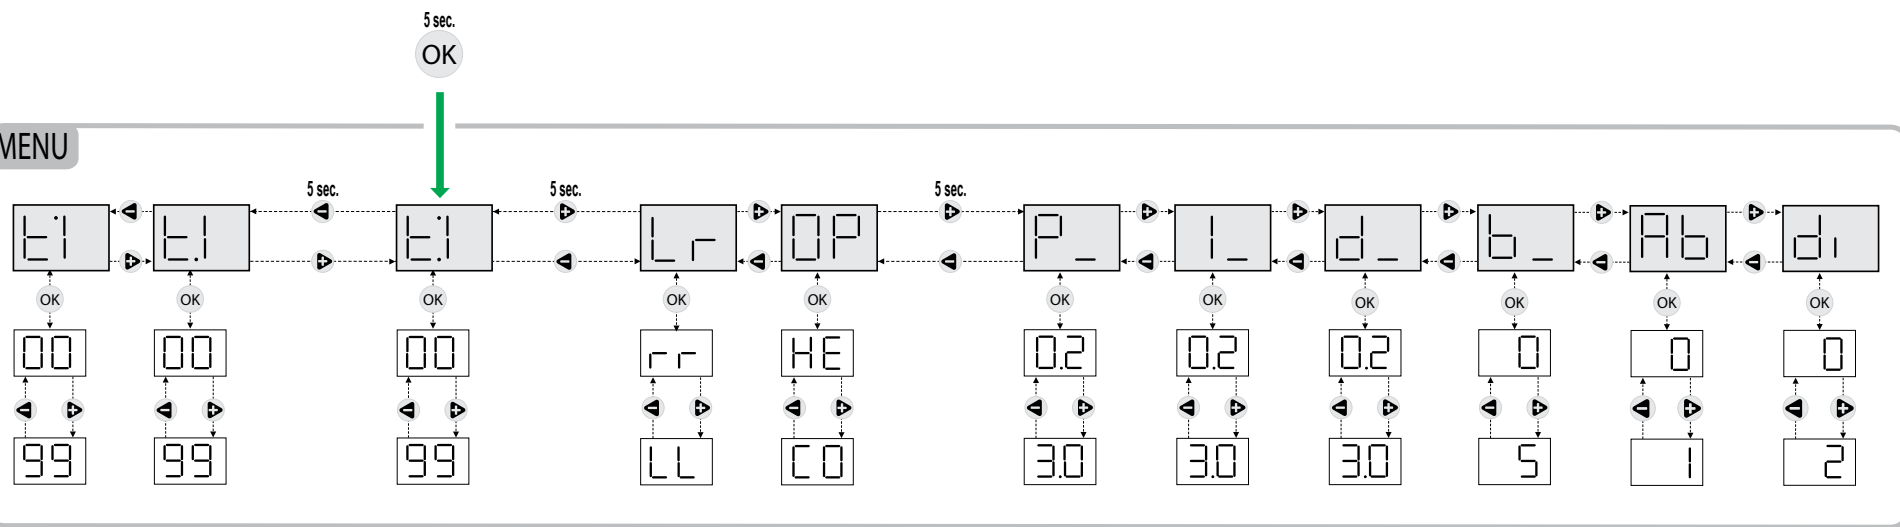 5 sec.
OK
MENU
5 sec. 5 sec. 5 sec.
t1 t.1 t.1 Lr OP P_ 1_ d_ b_ Ab di
OK OK OK OK OK OK OK OK OK OK OK
00 00 00 rr HE 0.2 0.2 0.2 0 0 0
99 99 99 LL CO 3.0 3.0 3.0 5 1 2